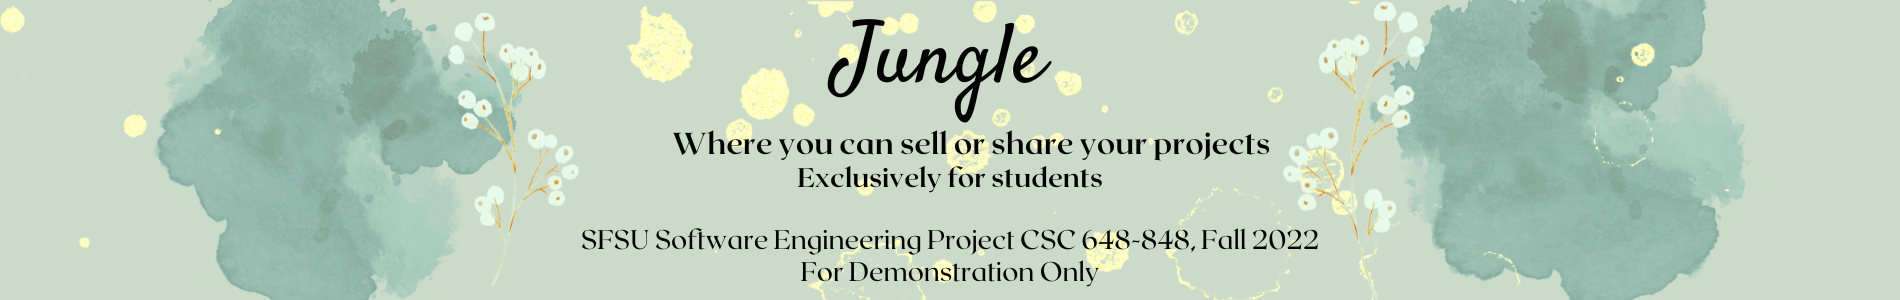 Jungle
Where you can sell or share your projects
Exclusively for students
SFSU Software Engineering Project CSC 648-848, Fall 2022
For Demonstration Only